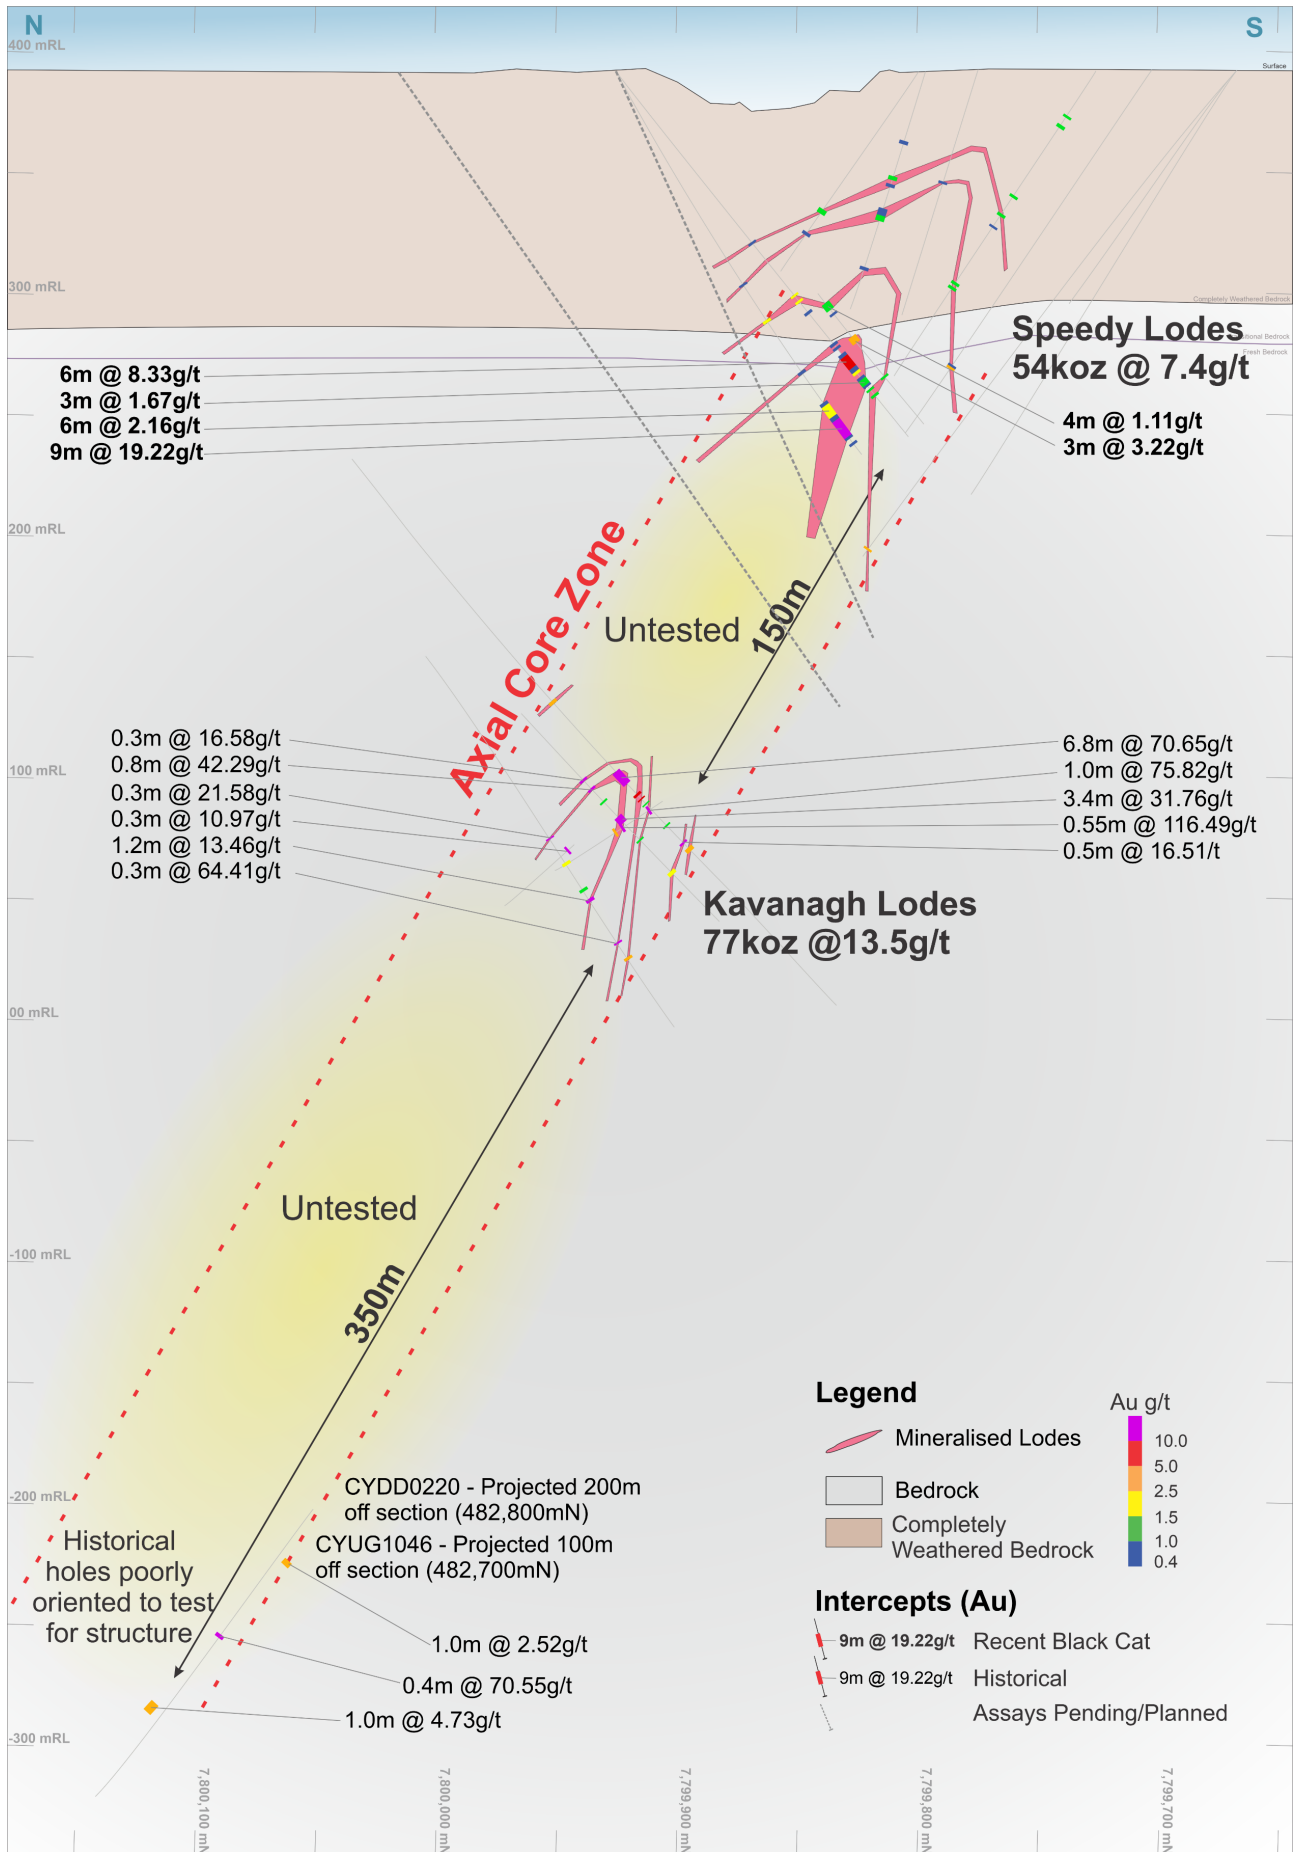 N
S
400 mRL
Surface
300 mRL
Completely Weathered Bedrock
Speedy Lodes
54koz @ 7.4g/t
Fresh Bedrock
6m @ 8.33g/t
3m @ 1.67g/t
6m @ 2.16g/t
9m @ 19.22g/t
4m @ 1.11g/t
3m @ 3.22g/t
200 mRL
Axial Core Zone
Untested
150m
100 mRL
0.3m @ 16.58g/t
0.8m @ 42.29g/t
0.3m @ 21.58g/t
0.3m @ 10.97g/t
1.2m @ 13.46g/t
0.3m @ 64.41g/t
6.8m @ 70.65g/t
1.0m @ 75.82g/t
3.4m @ 31.76g/t
0.55m @ 116.49g/t
0.5m @ 16.51/t
Kavanagh Lodes
77koz @13.5g/t
00 mRL
Untested
-100 mRL
350m
-200 mRL
CYDD0220 - Projected 200m
off section (482,800mN)
CYUG1046 - Projected 100m
off section (482,700mN)
Historical
holes poorly
oriented to test
for structure
1.0m @ 2.52g/t
0.4m @ 70.55g/t
1.0m @ 4.73g/t
-300 mRL
Legend
Mineralised Lodes
Bedrock
Completely
Weathered Bedrock
Au g/t
10.0
5.0
2.5
1.5
1.0
0.4
Intercepts (Au)
9m @ 19.22g/t Recent Black Cat
9m @ 19.22g/t Historical
Assays Pending/Planned
7,800,100 mN
7,800,000 mN
7,799,900 mN
7,799,800 mN
7,799,700 mN